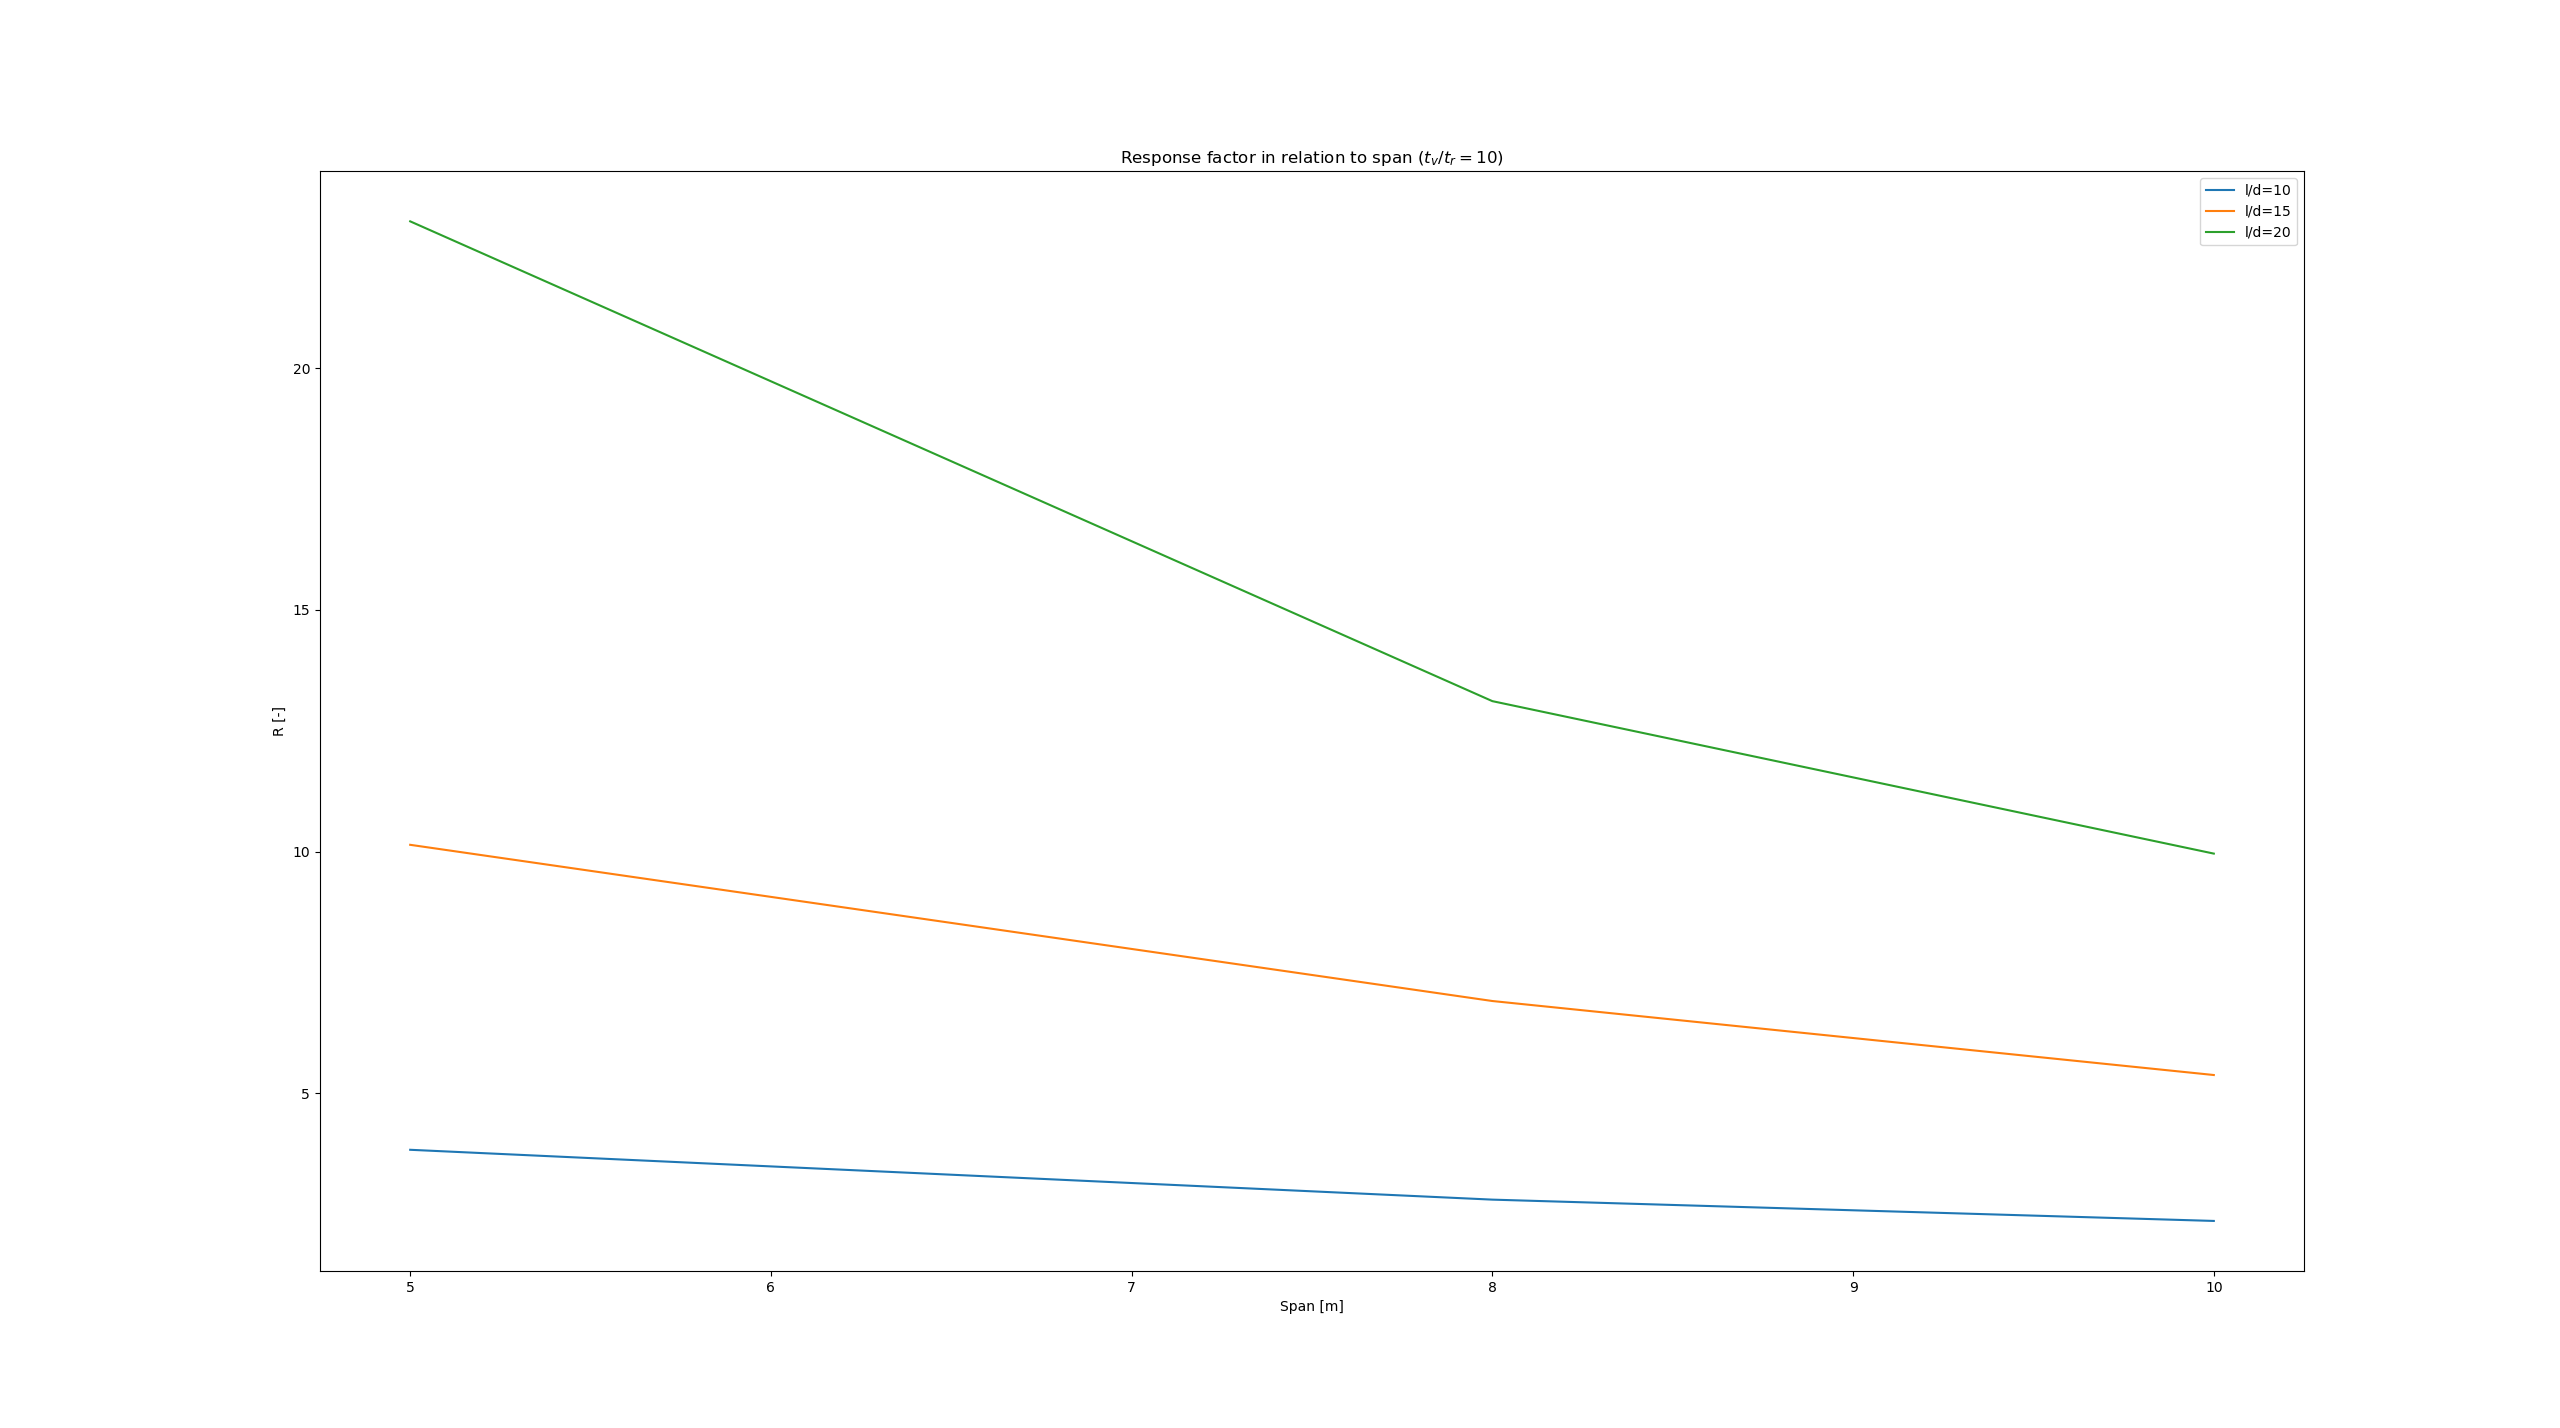 Response factor in relation to span (t_v/t_r = 10)
l/d=10
l/d=15
l/d=20
20
15
10
5
R [-]
5 6 7 8 9 10
Span [m]